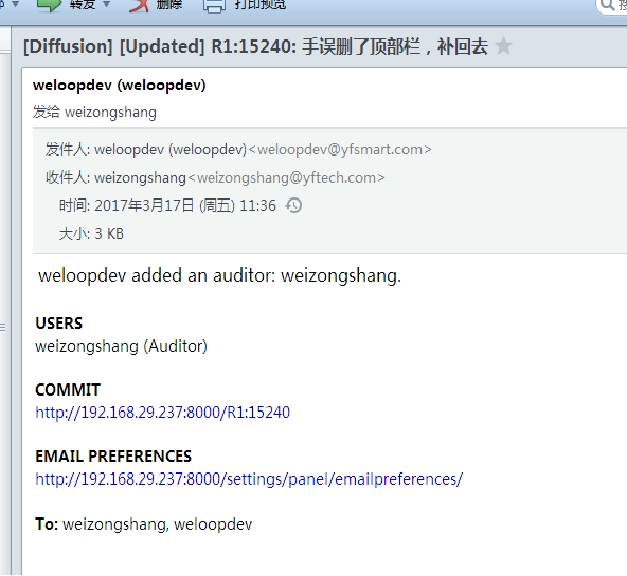 转发 删除 打印预览
[Diffusion] [Updated] R1:15240: 手误删了顶部栏，补回去
weloopdev (weloopdev)
发给 weizongshang
发件人: weloopdev (weloopdev)<weloopdev@yfsmart.com>
收件人: weizongshang<weizongshang@yftech.com>
时间: 2017年3月17日 (周五) 11:36
大小: 3 KB
weloopdev added an auditor: weizongshang.
USERS
weizongshang (Auditor)
COMMIT
http://192.168.29.237:8000/R1:15240
EMAIL PREFERENCES
http://192.168.29.237:8000/settings/panel/emailpreferences/
To: weizongshang, weloopdev